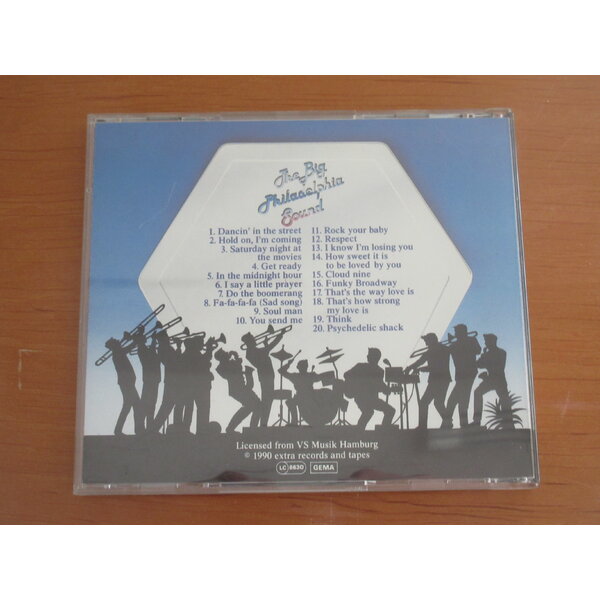 The Big
Philadelphia
Sound
1. Dancin' in the street
2. Hold on, I'm coming
3. Saturday night at
the movies
4. Get ready
5. In the midnight hour
6. I say a little prayer
7. Do the boomerang
8. Fa-fa-fa-fa (Sad song)
9. Soul man
10. You send me
11. Rock your baby
12. Respect
13. I know I'm losing you
14. How sweet it is
to be loved by you
15. Cloud nine
16. Funky Broadway
17. That's the way love is
18. That's how strong
my love is
19. Think
20. Psychedelic shack
Licensed from VS Musik Hamburg
℗ 1990 extra records and tapes
LC 8630 GEMA